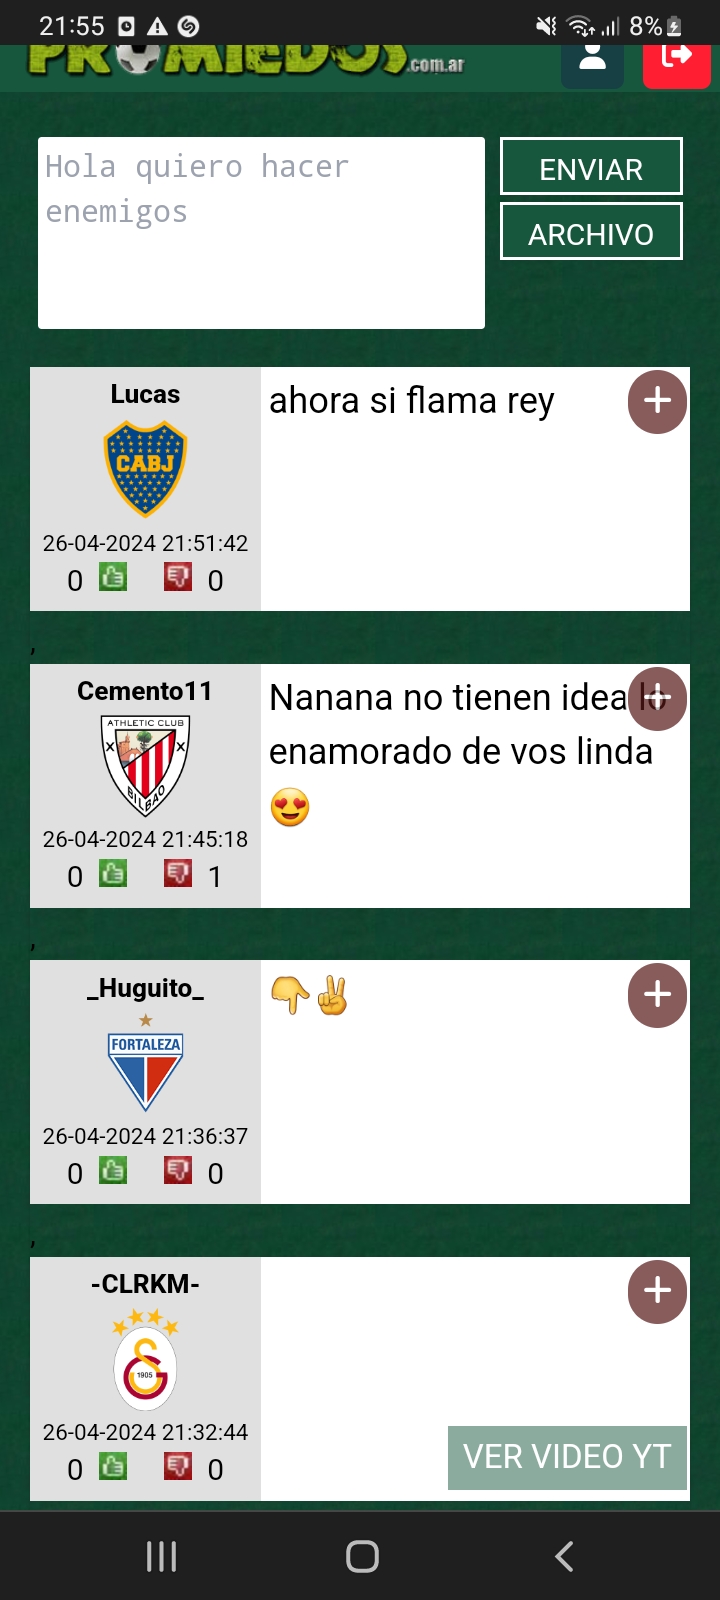 21:55
8%
PROMIEDOS.com.ar
Hola quiero hacer
enemigos
ENVIAR
ARCHIVO
Lucas
CABJ
26-04-2024 21:51:42
0 0
ahora si flama rey
,
Cemento11
ATHLETIC CLUB
BILBAO
26-04-2024 21:45:18
0 1
Nanana no tienen idea lo
enamorado de vos linda
😍
,
_Huguito_
FORTALEZA
26-04-2024 21:36:37
0 0
👇✌
,
-CLRKM-
1905
26-04-2024 21:32:44
0 0
VER VIDEO YT